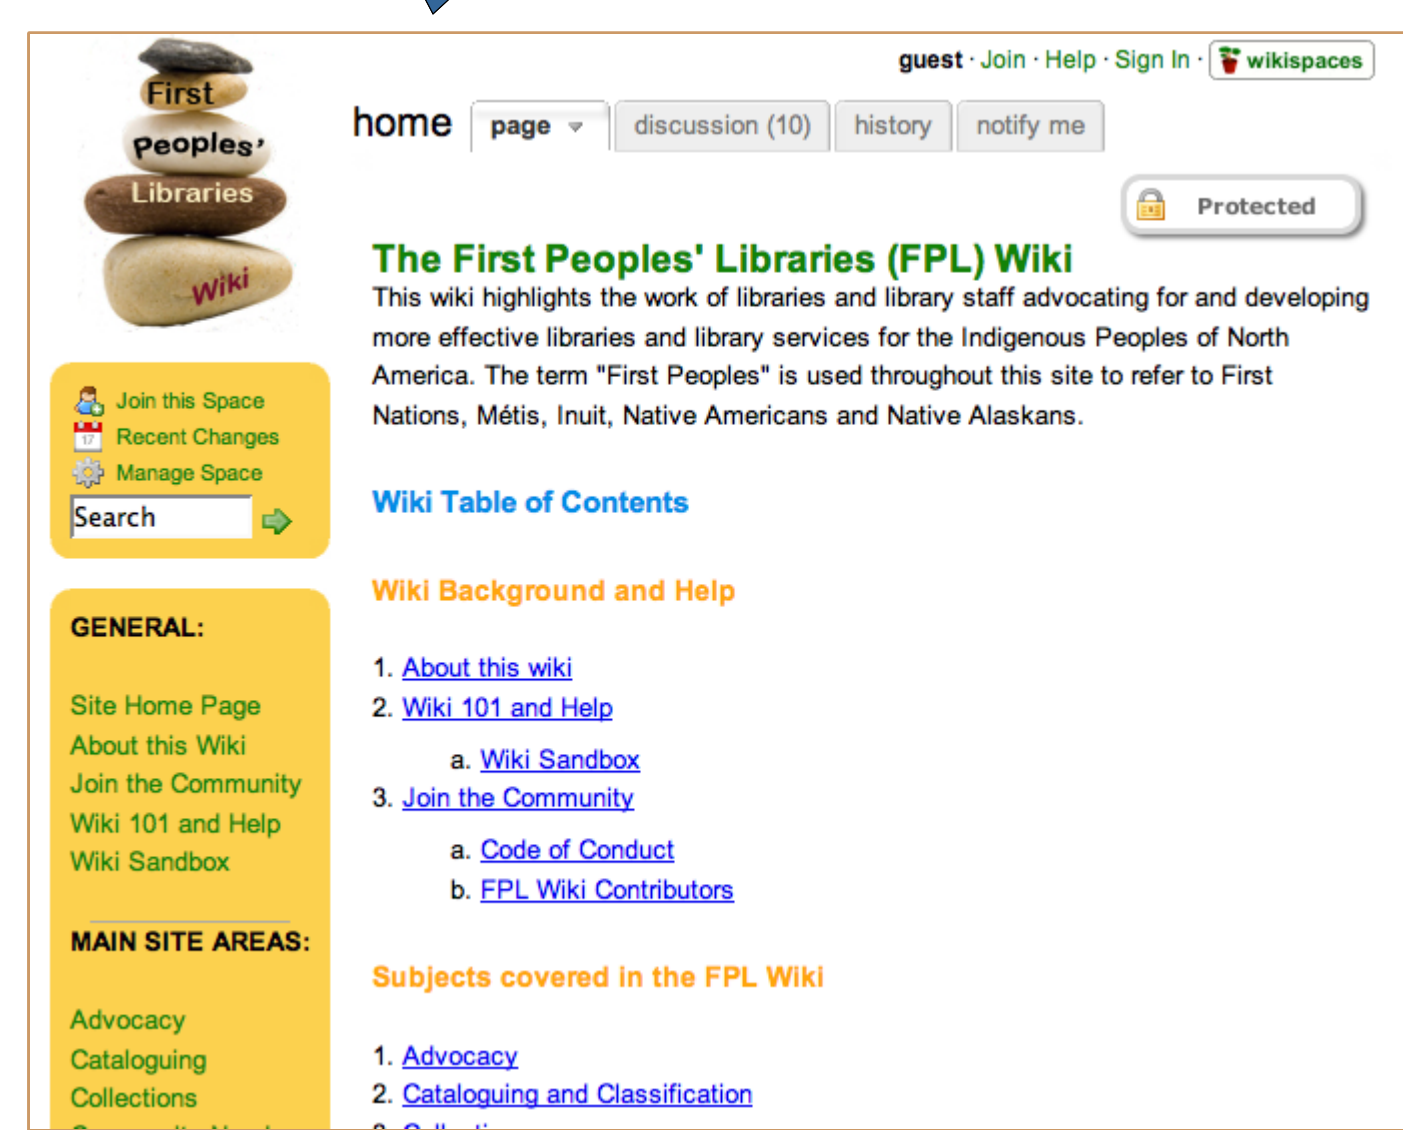 First
Peoples'
Libraries
Wiki
guest · Join · Help · Sign In · wikispaces
home page discussion (10) history notify me
Protected
The First Peoples' Libraries (FPL) Wiki
This wiki highlights the work of libraries and library staff advocating for and developing
more effective libraries and library services for the Indigenous Peoples of North
America. The term "First Peoples" is used throughout this site to refer to First
Nations, Métis, Inuit, Native Americans and Native Alaskans.
Join this Space
17
Recent Changes
Manage Space
Search
Wiki Table of Contents
Wiki Background and Help
1. About this wiki
2. Wiki 101 and Help
a. Wiki Sandbox
3. Join the Community
a. Code of Conduct
b. FPL Wiki Contributors
Subjects covered in the FPL Wiki
1. Advocacy
2. Cataloguing and Classification
GENERAL:
Site Home Page
About this Wiki
Join the Community
Wiki 101 and Help
Wiki Sandbox
MAIN SITE AREAS:
Advocacy
Cataloguing
Collections